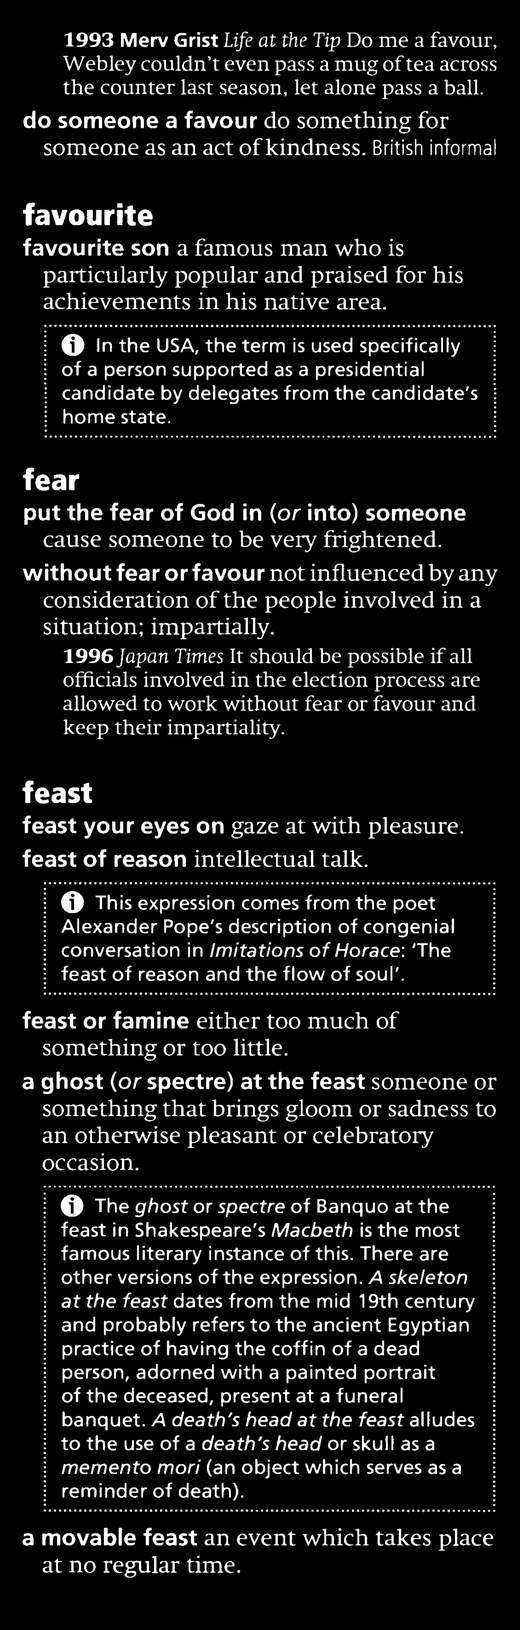 1993 Merv Grist Life at the Tip Do me a favour,
Webley couldn't even pass a mug of tea across
the counter last season, let alone pass a ball.
do someone a favour do something for
someone as an act of kindness. British informal
favourite
favourite son a famous man who is
particularly popular and praised for his
achievements in his native area.
i In the USA, the term is used specifically
of a person supported as a presidential
candidate by delegates from the candidate's
home state.
fear
put the fear of God in (or into) someone
cause someone to be very frightened.
without fear or favour not influenced by any
consideration of the people involved in a
situation; impartially.
1996 Japan Times It should be possible if all
officials involved in the election process are
allowed to work without fear or favour and
keep their impartiality.
feast
feast your eyes on gaze at with pleasure.
feast of reason intellectual talk.
i This expression comes from the poet
Alexander Pope's description of congenial
conversation in Imitations of Horace: 'The
feast of reason and the flow of soul'.
feast or famine either too much of
something or too little.
a ghost (or spectre) at the feast someone or
something that brings gloom or sadness to
an otherwise pleasant or celebratory
occasion.
i The ghost or spectre of Banquo at the
feast in Shakespeare's Macbeth is the most
famous literary instance of this. There are
other versions of the expression. A skeleton
at the feast dates from the mid 19th century
and probably refers to the ancient Egyptian
practice of having the coffin of a dead
person, adorned with a painted portrait
of the deceased, present at a funeral
banquet. A death's head at the feast alludes
to the use of a death's head or skull as a
memento mori (an object which serves as a
reminder of death).
a movable feast an event which takes place
at no regular time.